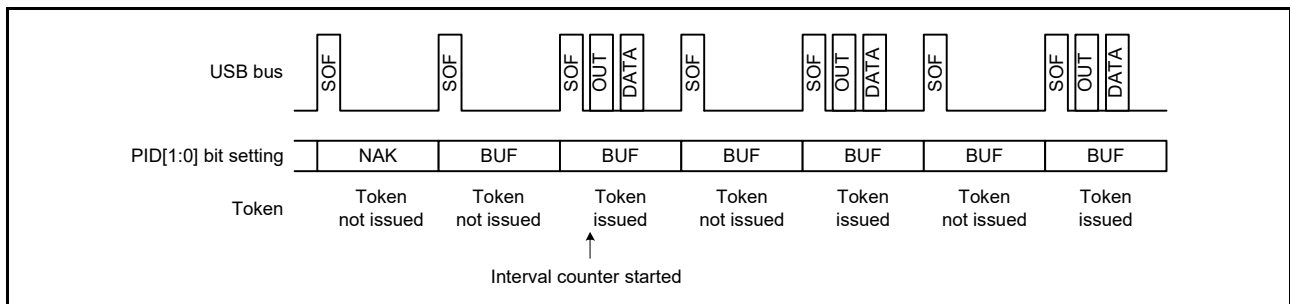 USB bus
SOF SOF SOF OUT DATA SOF SOF OUT DATA SOF SOF OUT DATA
PID[1:0] bit setting NAK BUF BUF BUF BUF BUF BUF
Token Token Token Token Token Token Token Token
not issued not issued issued not issued issued not issued issued
Interval counter started